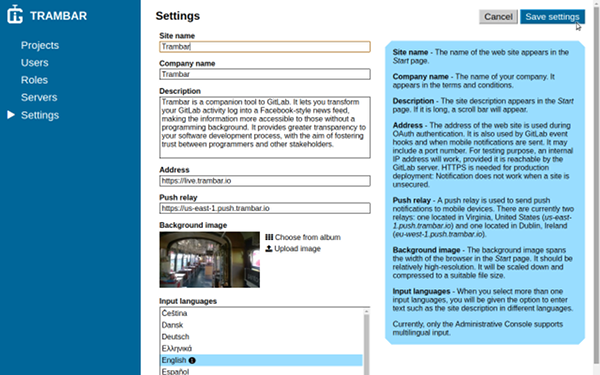 TRAMBAR
Projects
Users
Roles
Servers
Settings
Settings
Cancel
Save settings
Site name
Trambar
Company name
Trambar
Description
Trambar is a companion tool to GitLab. It lets you transform
your GitLab activity log into a Facebook-style news feed,
making the information more accessible to those without a
programming background. It provides greater transparency to
your software development process, with the aim of fostering
trust between programmers and other stakeholders.
Address
https://live.trambar.io
Push relay
https://us-east-1.push.trambar.io
Background image
Choose from album
Upload image
Input languages
Čeština
Dansk
Deutsch
Ελληνικά
English
Español
Site name - The name of the web site appears in the
Start page.
Company name - The name of your company. It
appears in the terms and conditions.
Description - The site description appears in the Start
page. If it is long, a scroll bar will appear.
Address - The address of the web site is used during
OAuth authentication. It is also used by GitLab event
hooks and when mobile notifications are sent. It may
include a port number. For testing purpose, an internal
IP address will work, provided it is reachable by the
GitLab server. HTTPS is needed for production
deployment: Notification does not work when a site is
unsecured.
Push relay - A push relay is used to send push
notifications to mobile devices. There are currently two
relays: one located in Virginia, United States (us-east-
1.push.trambar.io) and one located in Dublin, Ireland
(eu-west-1.push.trambar.io).
Background image - The background image spans
the width of the browser in the Start page. It should be
relatively high-resolution. It will be scaled down and
compressed to a suitable file size.
Input languages - When you select more than one
input languages, you will be given the option to enter
text such as the site description in different languages.
Currently, only the Administrative Console supports
multilingual input.